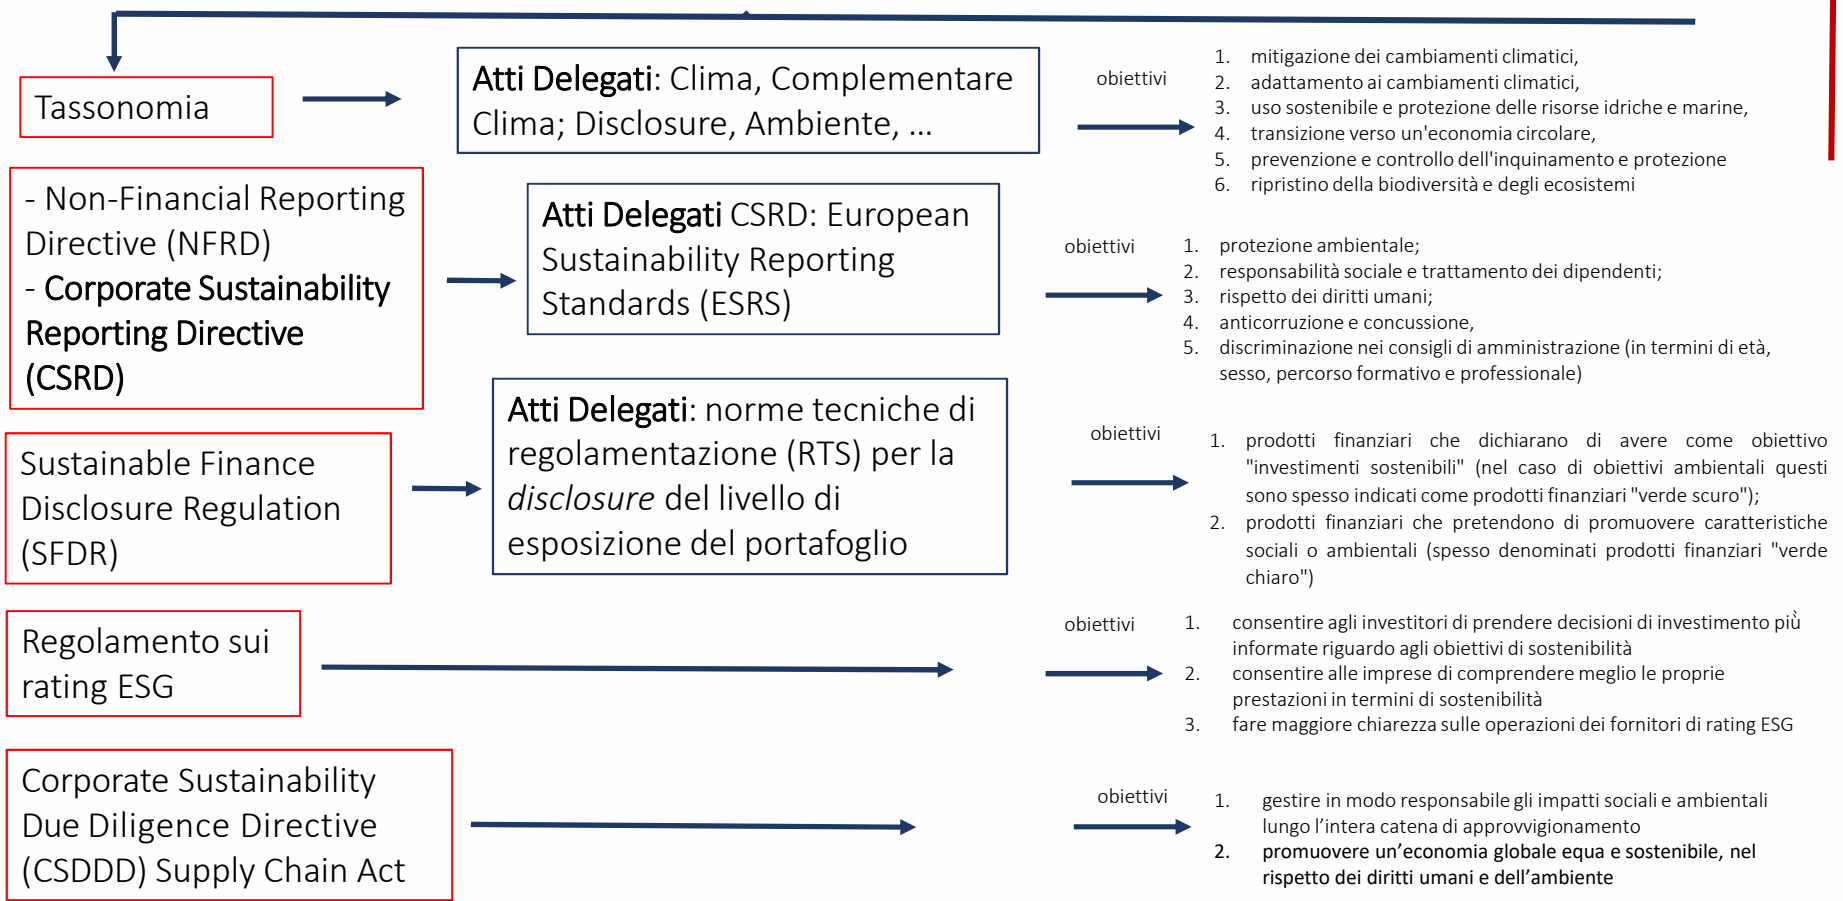 Tassonomia
Atti Delegati: Clima, Complementare
Clima; Disclosure, Ambiente, ...
obiettivi
1. mitigazione dei cambiamenti climatici,
2. adattamento ai cambiamenti climatici,
3. uso sostenibile e protezione delle risorse idriche e marine,
4. transizione verso un'economia circolare,
5. prevenzione e controllo dell'inquinamento e protezione
6. ripristino della biodiversità e degli ecosistemi
- Non-Financial Reporting
Directive (NFRD)
- Corporate Sustainability
Reporting Directive
(CSRD)
Atti Delegati CSRD: European
Sustainability Reporting
Standards (ESRS)
obiettivi
1. protezione ambientale;
2. responsabilità sociale e trattamento dei dipendenti;
3. rispetto dei diritti umani;
4. anticorruzione e concussione,
5. discriminazione nei consigli di amministrazione (in termini di età,
sesso, percorso formativo e professionale)
Sustainable Finance
Disclosure Regulation
(SFDR)
Atti Delegati: norme tecniche di
regolamentazione (RTS) per la
disclosure del livello di
esposizione del portafoglio
obiettivi
1. prodotti finanziari che dichiarano di avere come obiettivo
"investimenti sostenibili" (nel caso di obiettivi ambientali questi
sono spesso indicati come prodotti finanziari "verde scuro");
2. prodotti finanziari che pretendono di promuovere caratteristiche
sociali o ambientali (spesso denominati prodotti finanziari "verde
chiaro")
Regolamento sui
rating ESG
obiettivi
1. consentire agli investitori di prendere decisioni di investimento più
informate riguardo agli obiettivi di sostenibilità
2. consentire alle imprese di comprendere meglio le proprie
prestazioni in termini di sostenibilità
3. fare maggiore chiarezza sulle operazioni dei fornitori di rating ESG
Corporate Sustainability
Due Diligence Directive
(CSDDD) Supply Chain Act
obiettivi
1. gestire in modo responsabile gli impatti sociali e ambientali
lungo l’intera catena di approvvigionamento
2. promuovere un’economia globale equa e sostenibile, nel
rispetto dei diritti umani e dell’ambiente